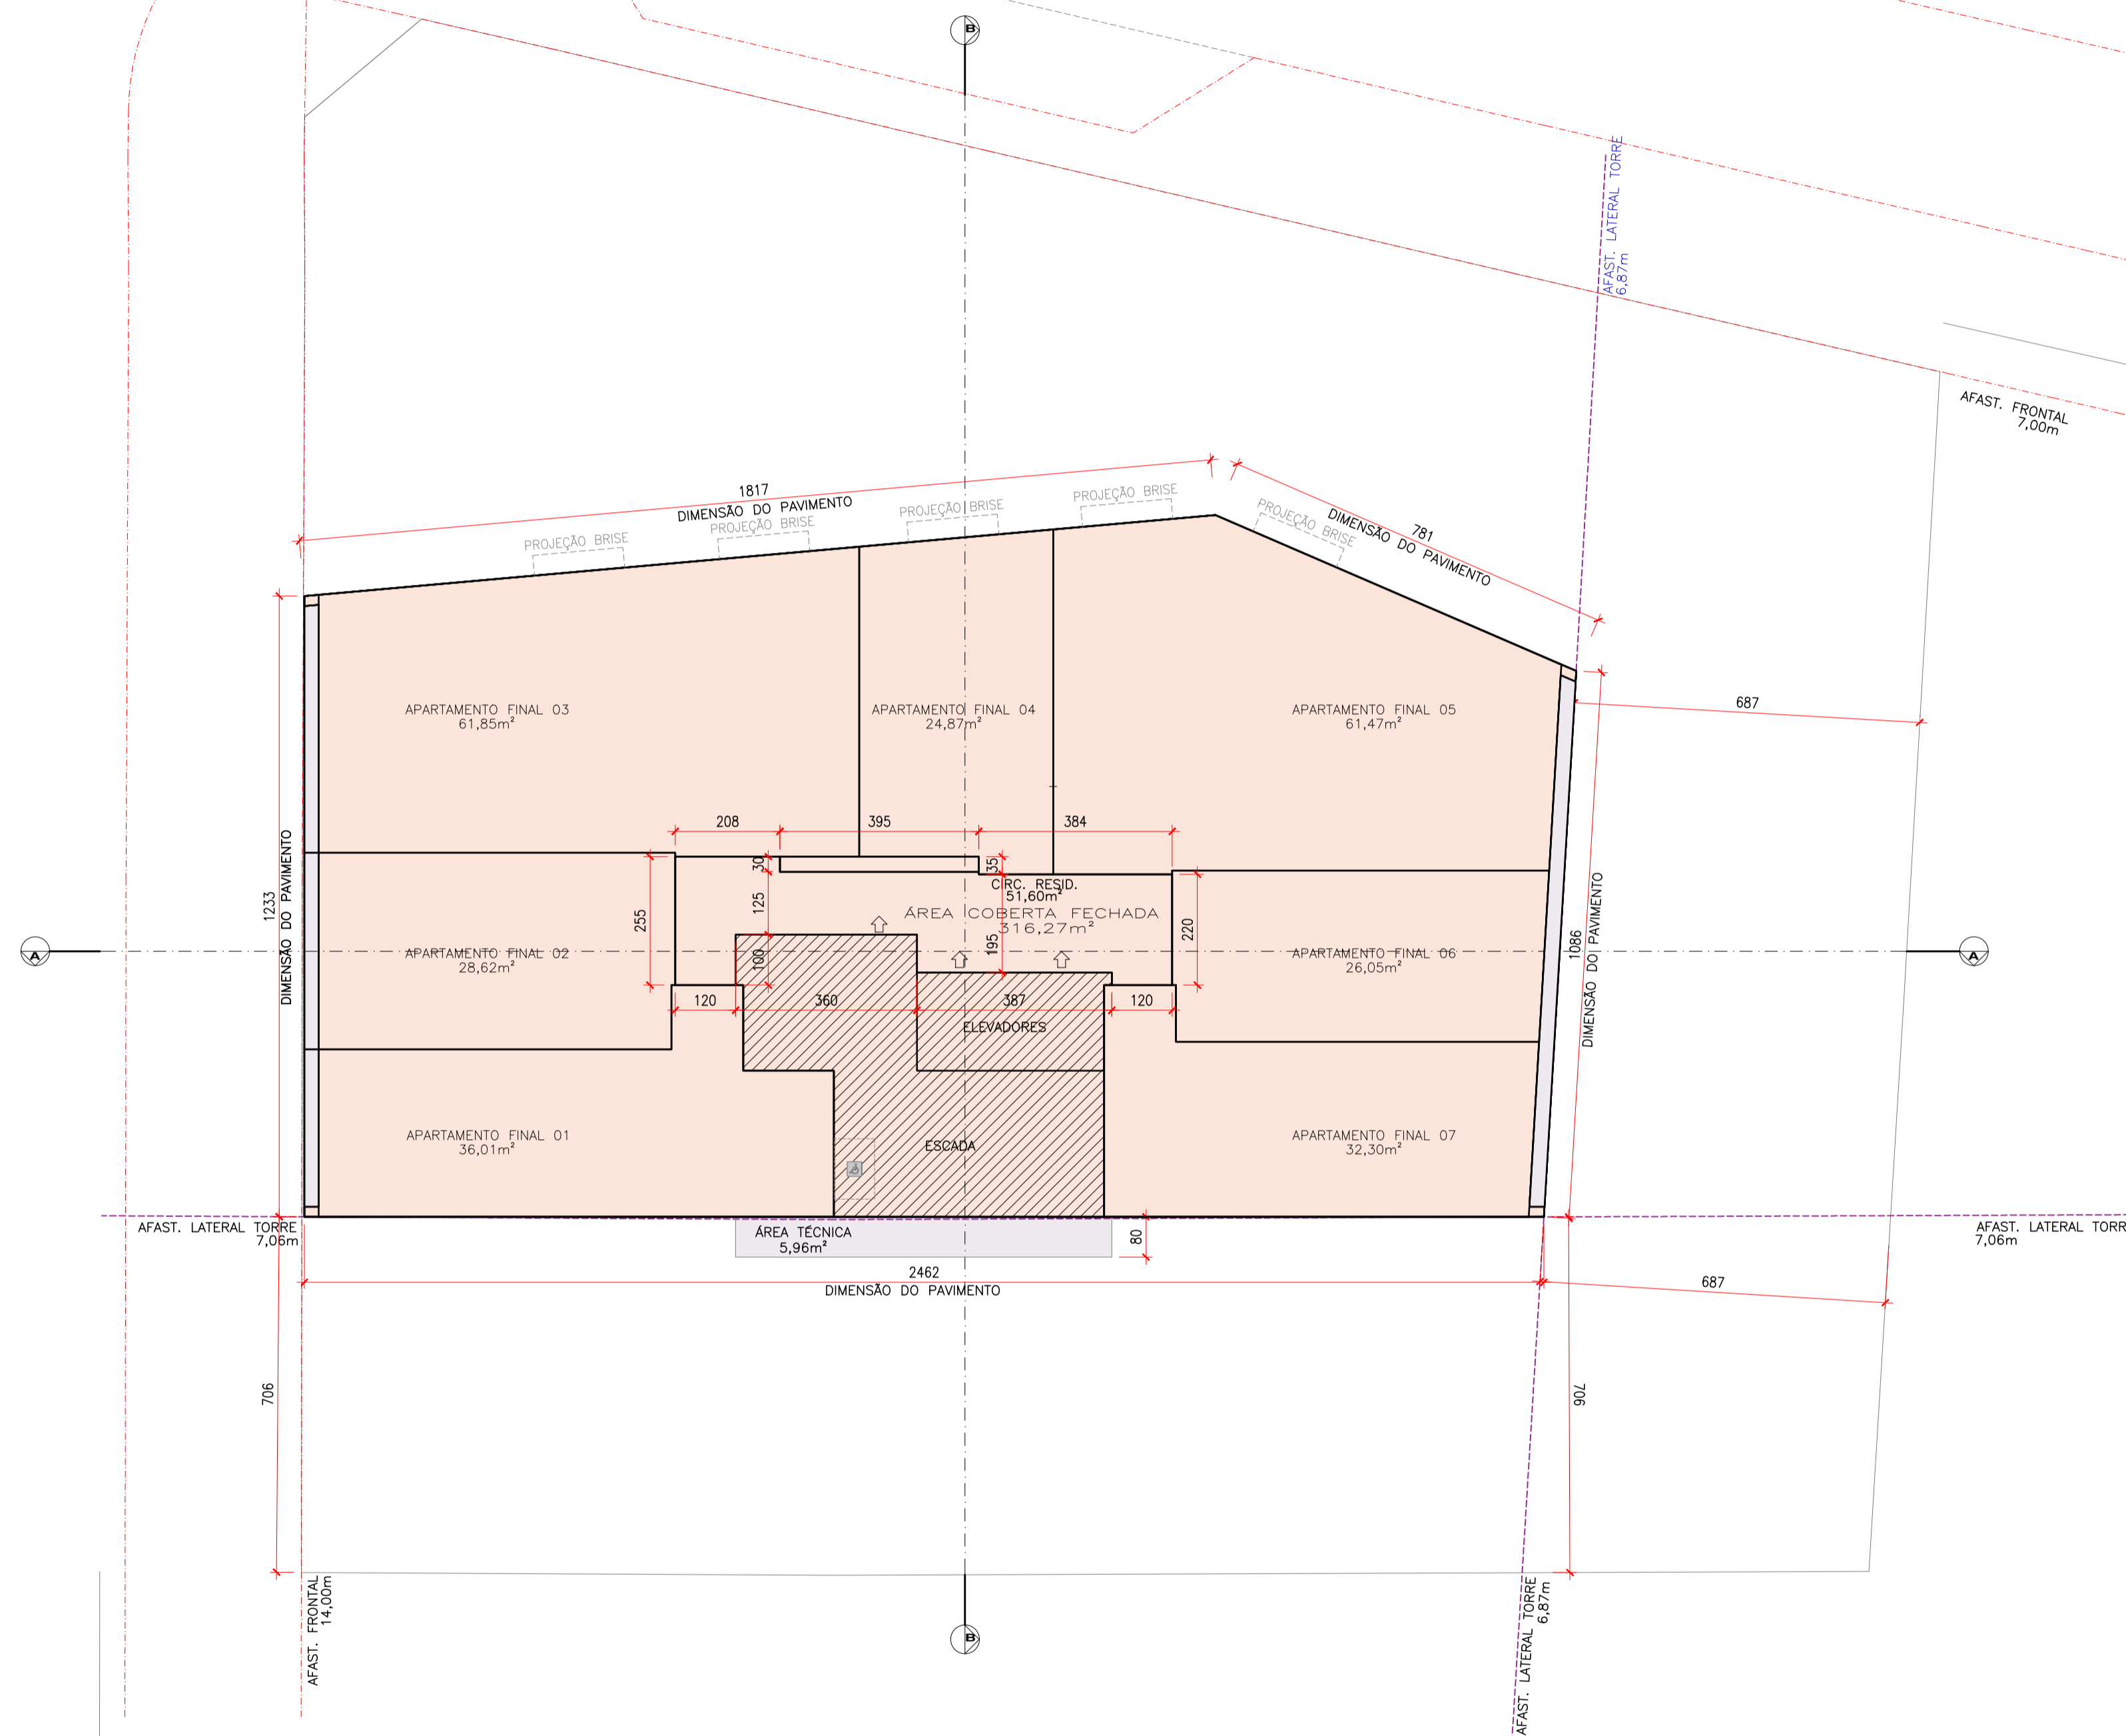 B
AFAST. LATERAL TORRE
6,87m
AFAST. FRONTAL
7,00m
1817
DIMENSÃO DO PAVIMENTO
PROJEÇÃO BRISE
PROJEÇÃO BRISE
PROJEÇÃO BRISE
PROJEÇÃO BRISE
PROJEÇÃO BRISE
781
DIMENSÃO DO PAVIMENTO
APARTAMENTO FINAL 03
61,85m²
APARTAMENTO FINAL 04
24,87m²
APARTAMENTO FINAL 05
61,47m²
687
208
395
384
1233
DIMENSÃO DO PAVIMENTO
30
35
125
255
CIRC. RESID.
51,60m²
ÁREA COBERTA FECHADA
316,27m²
195
220
100
1086
DIMENSÃO DO PAVIMENTO
A
APARTAMENTO FINAL 02
28,62m²
APARTAMENTO FINAL 06
26,05m²
A
120
360
387
120
ELEVADORES
APARTAMENTO FINAL 01
36,01m²
ESCADA
APARTAMENTO FINAL 07
32,30m²
AFAST. LATERAL TORRE
7,06m
ÁREA TÉCNICA
5,96m²
80
AFAST. LATERAL TORR
7,06m
2462
DIMENSÃO DO PAVIMENTO
687
706
706
AFAST. FRONTAL
14,00m
B
AFAST. LATERAL TORRE
6,87m